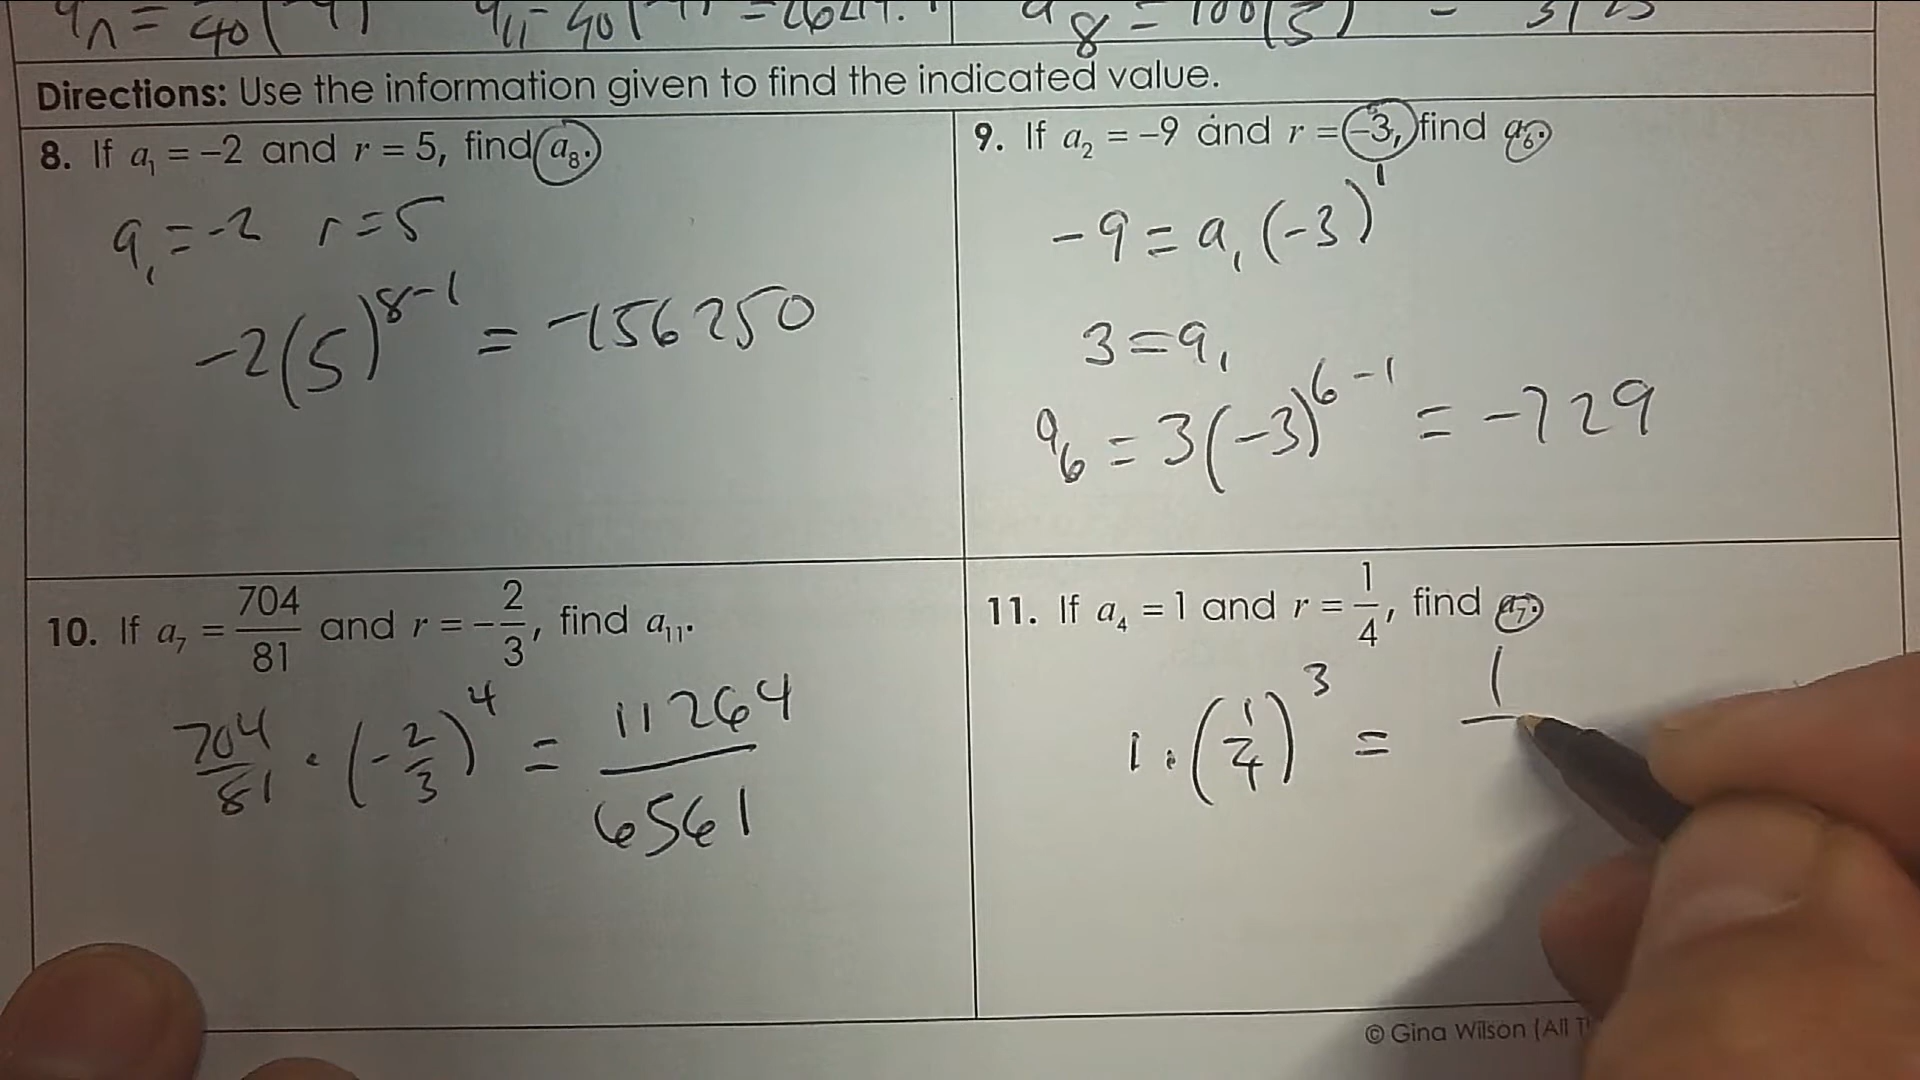 Directions: Use the information given to find the indicated value.
8. If a₁ = −2 and r = 5, find a₈.
a₁ = -2 r = 5
-2(5)⁸⁻¹ = -156250
9. If a₂ = −9 and r = −3, find a₆.
-9 = a₁(-3)¹
3 = a₁
a₆ = 3(-3)⁶⁻¹ = -729
10. If a₇ = 704/81 and r = −2/3, find a₁₁.
704/81 · (-2/3)⁴ = 11264/6561
11. If a₄ = 1 and r = 1/4, find a₇.
1 · (1/4)³ = 1
© Gina Wilson (All